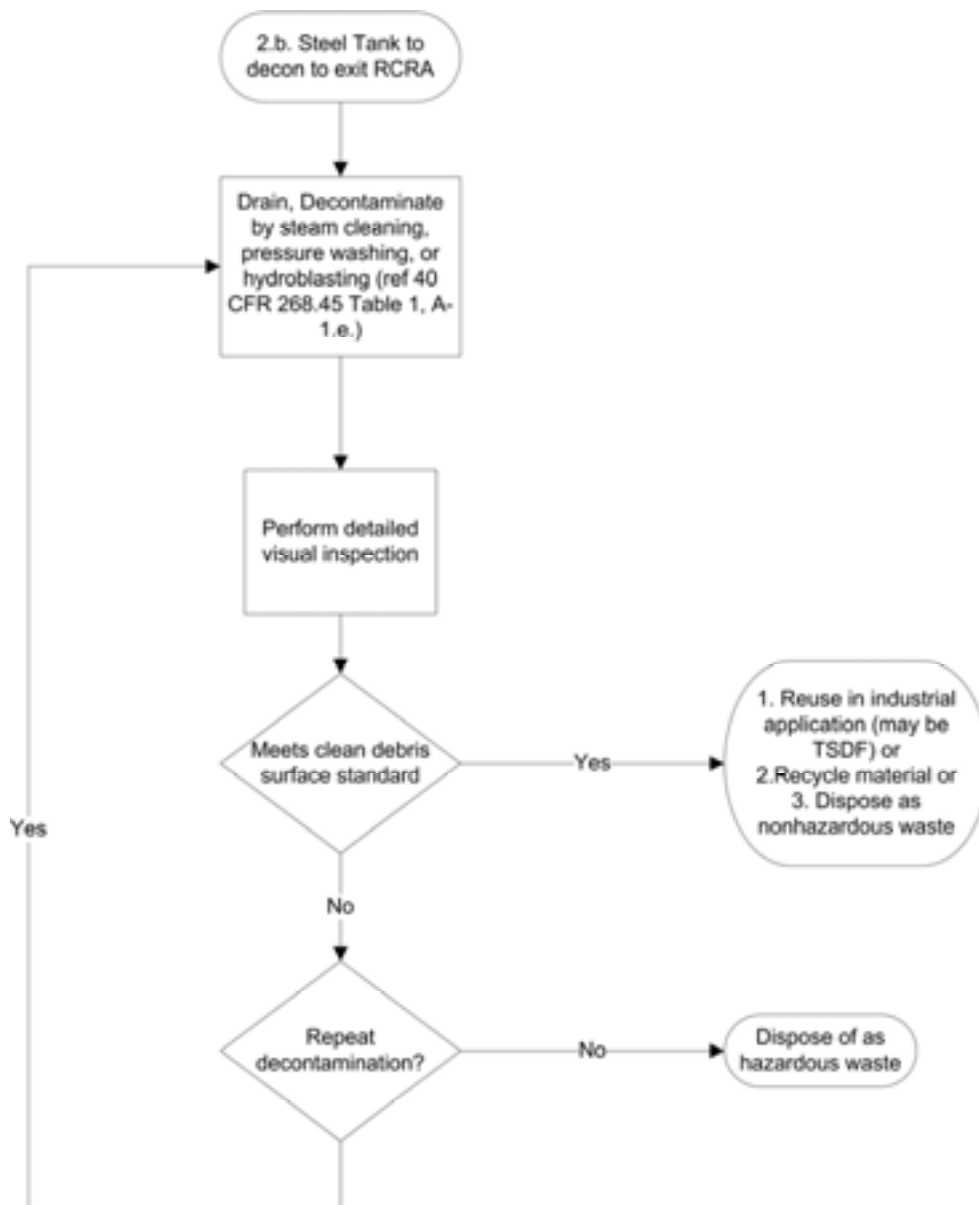 2.b. Steel Tank to
decon to exit RCRA
Drain, Decontaminate
by steam cleaning,
pressure washing, or
hydroblasting (ref 40
CFR 268.45 Table 1, A-
1.e.)
Perform detailed
visual inspection
Meets clean debris
surface standard
Yes
1. Reuse in industrial
application (may be
TSDF) or
2.Recycle material or
3. Dispose as
nonhazardous waste
Yes
No
Repeat
decontamination?
No
Dispose of as
hazardous waste